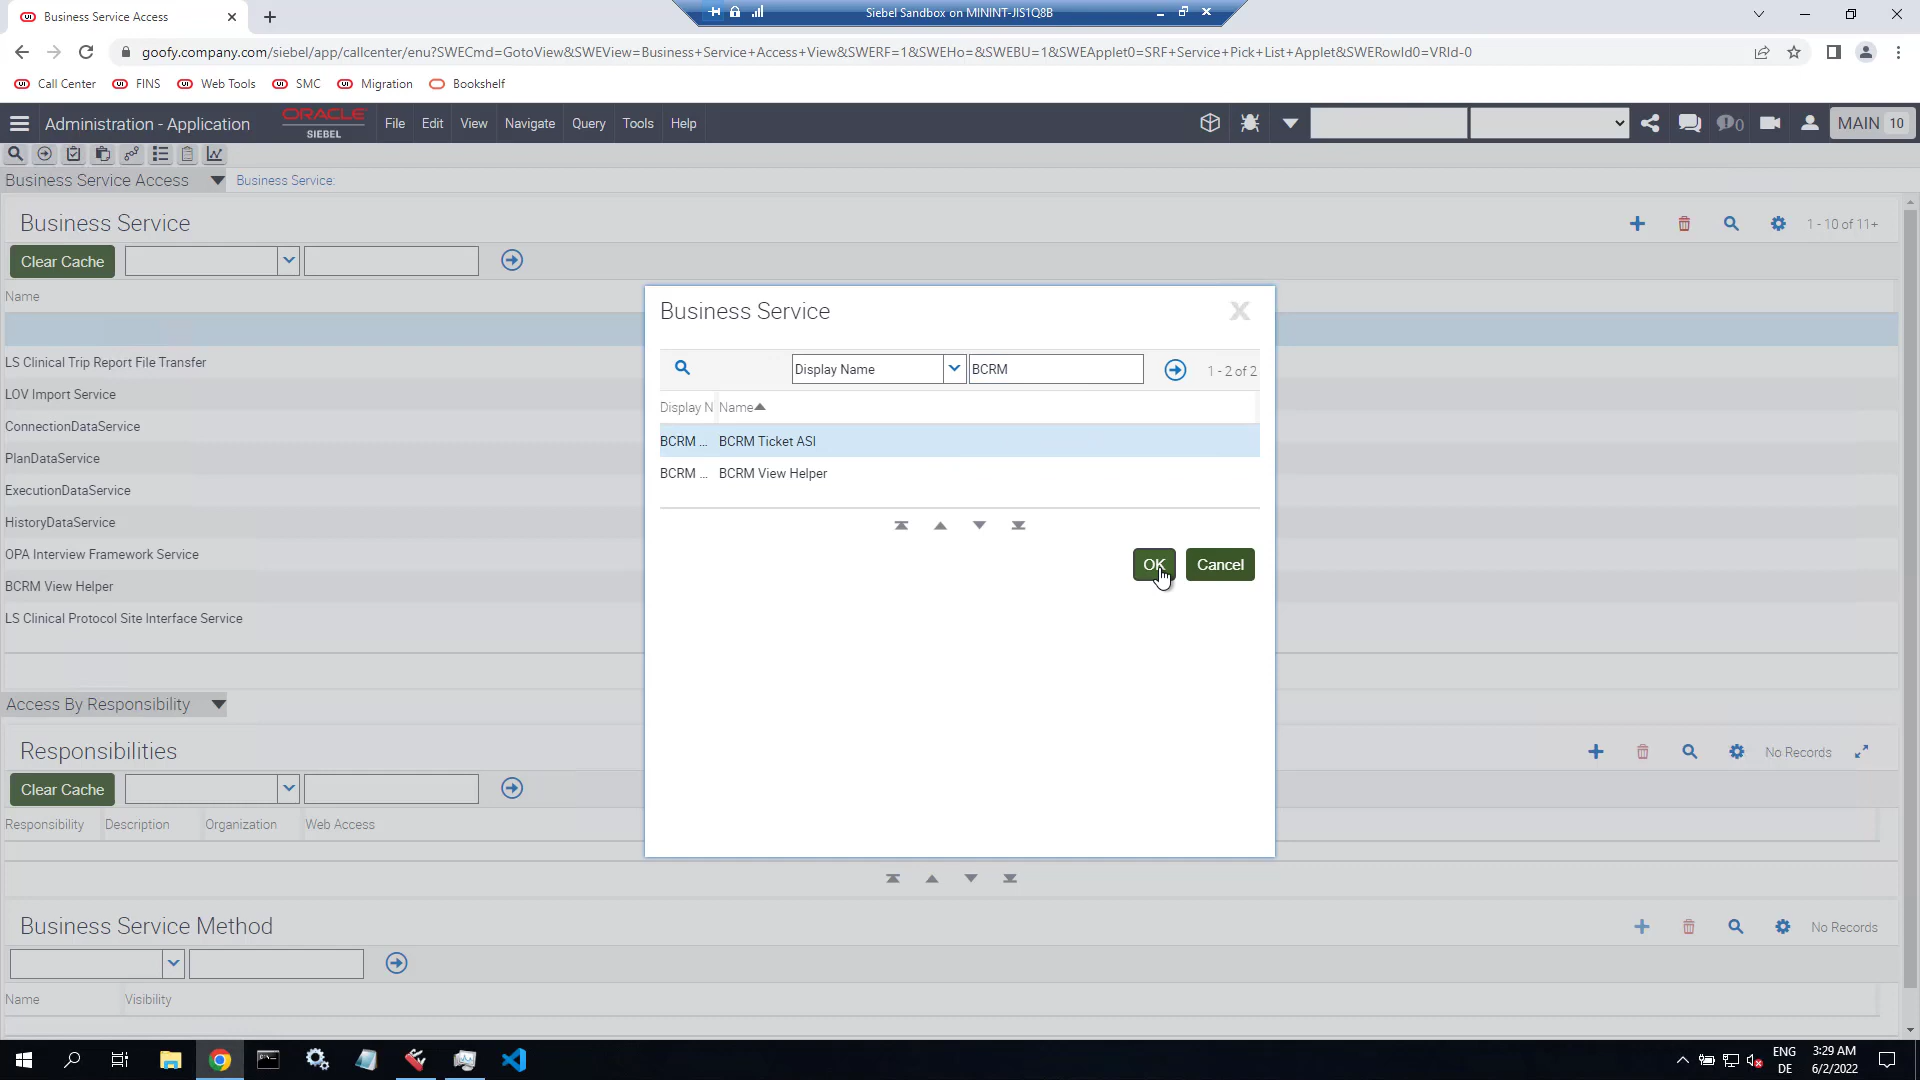 Business Service Access
Siebel Sandbox on MININT-JIS1Q8B
goofy.company.com/siebel/app/callcenter/enu?SWECmd=GotoView&SWEView=Business+Service+Access+View&SWERF=1&SWEHo=&SWEBU=1&SWEApplet0=SRF+Service+Pick+List+Applet&SWERowId0=VRId-0
Call Center FINS Web Tools SMC Migration Bookshelf
Administration - Application ORACLE SIEBEL File Edit View Navigate Query Tools Help 0 MAIN 10
Business Service Access Business Service:
Business Service 1 - 10 of 11+
Clear Cache
Name
LS Clinical Trip Report File Transfer
LOV Import Service
ConnectionDataService
PlanDataService
ExecutionDataService
HistoryDataService
OPA Interview Framework Service
BCRM View Helper
LS Clinical Protocol Site Interface Service
Business Service X
Display Name BCRM 1 - 2 of 2
Display N Name
BCRM ... BCRM Ticket ASI
BCRM ... BCRM View Helper
OK Cancel
Access By Responsibility
Responsibilities No Records
Clear Cache
Responsibility Description Organization Web Access
Business Service Method No Records
Name Visibility
ENG 3:29 AM
DE 6/2/2022